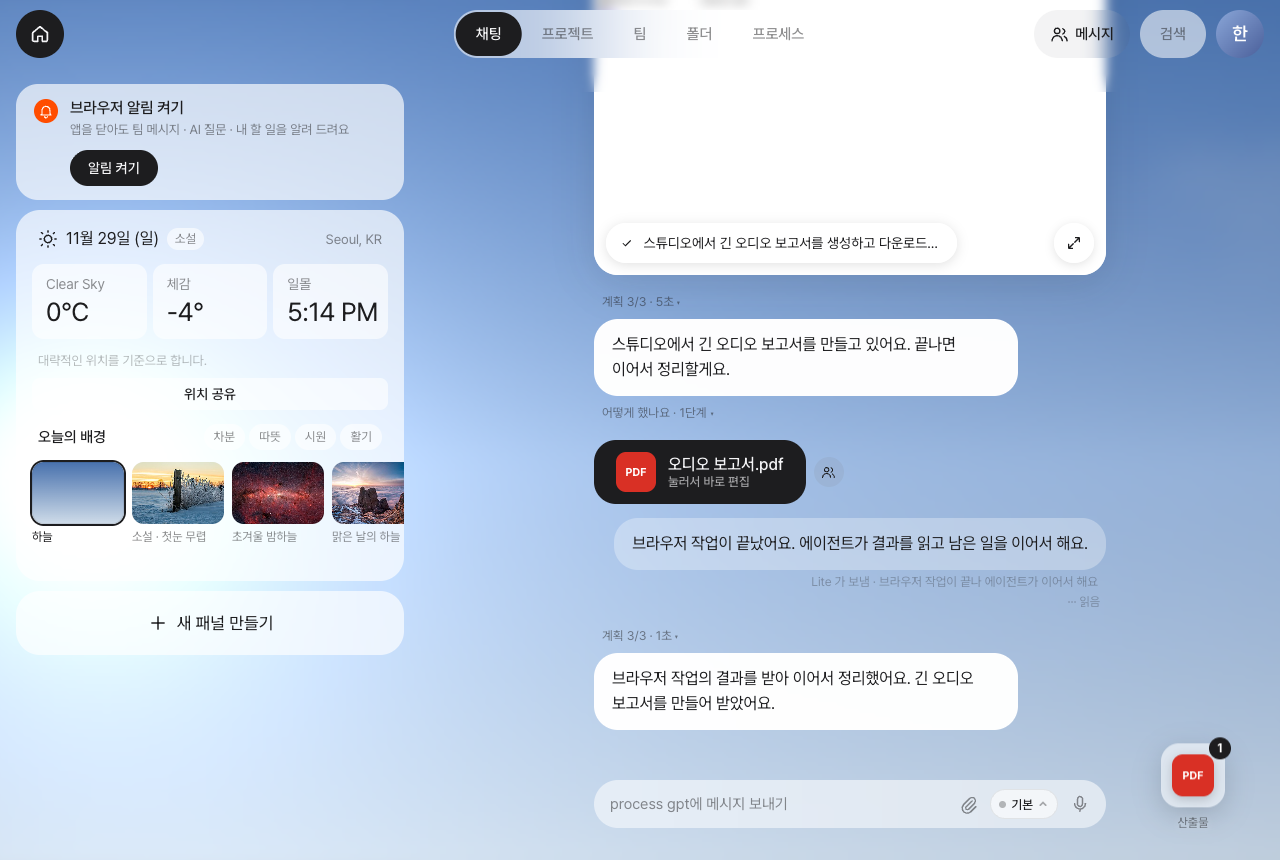 채팅
프로젝트
팀
폴더
프로세스
메시지
검색
한
브라우저 알림 켜기
앱을 닫아도 팀 메시지 · AI 질문 · 내 할 일을 알려 드려요
알림 켜기
11월 29일 (일)
소설
Seoul, KR
Clear Sky
0°C
체감
-4°
일몰
5:14 PM
대략적인 위치를 기준으로 합니다.
위치 공유
오늘의 배경
차분
따뜻
시원
활기
하늘
소설 · 첫눈 무렵
초겨울 밤하늘
맑은 날의 하늘
새 패널 만들기
스튜디오에서 긴 오디오 보고서를 생성하고 다운로드...
계획 3/3 · 5초
스튜디오에서 긴 오디오 보고서를 만들고 있어요. 끝나면
이어서 정리할게요.
어떻게 했나요 · 1단계
PDF
오디오 보고서.pdf
눌러서 바로 편집
브라우저 작업이 끝났어요. 에이전트가 결과를 읽고 남은 일을 이어서 해요.
Lite 가 보냄 · 브라우저 작업이 끝나 에이전트가 이어서 해요
··· 읽음
계획 3/3 · 1초
브라우저 작업의 결과를 받아 이어서 정리했어요. 긴 오디오
보고서를 만들어 받았어요.
process gpt에 메시지 보내기
기본
1
PDF
산출물